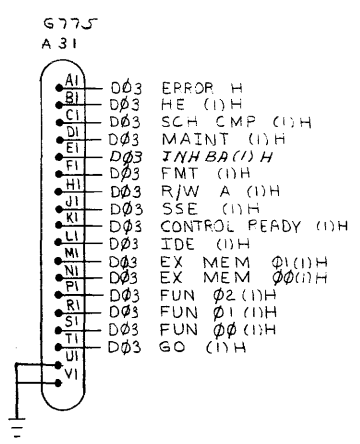 G775
A31
A1 DØ3 ERROR H
B1 DØ3 HE (1)H
C1 DØ3 SCH CMP (1)H
D1 DØ3 MAINT (1)H
E1 DØ3 INH BA(1)H
F1 DØ3 FMT (1)H
H1 DØ3 R/W A (1)H
J1 DØ3 SSE (1)H
K1 DØ3 CONTROL READY (1)H
L1 DØ3 IDE (1)H
M1 DØ3 EX MEM Ø1(1)H
N1 DØ3 EX MEM ØØ(1)H
P1 DØ3 FUN Ø2(1)H
R1 DØ3 FUN Ø1(1)H
S1 DØ3 FUN ØØ(1)H
T1 DØ3 GO (1)H
U1
V1